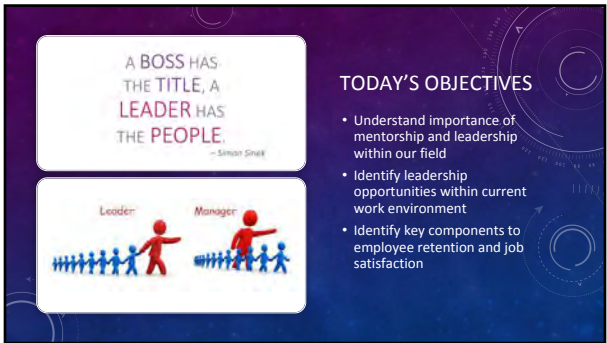 A BOSS HAS
THE TITLE, A
LEADER HAS
THE PEOPLE.
– Simon Sinek
Leader
Manager
TODAY'S OBJECTIVES
• Understand importance of
mentorship and leadership
within our field
• Identify leadership
opportunities within current
work environment
• Identify key components to
employee retention and job
satisfaction